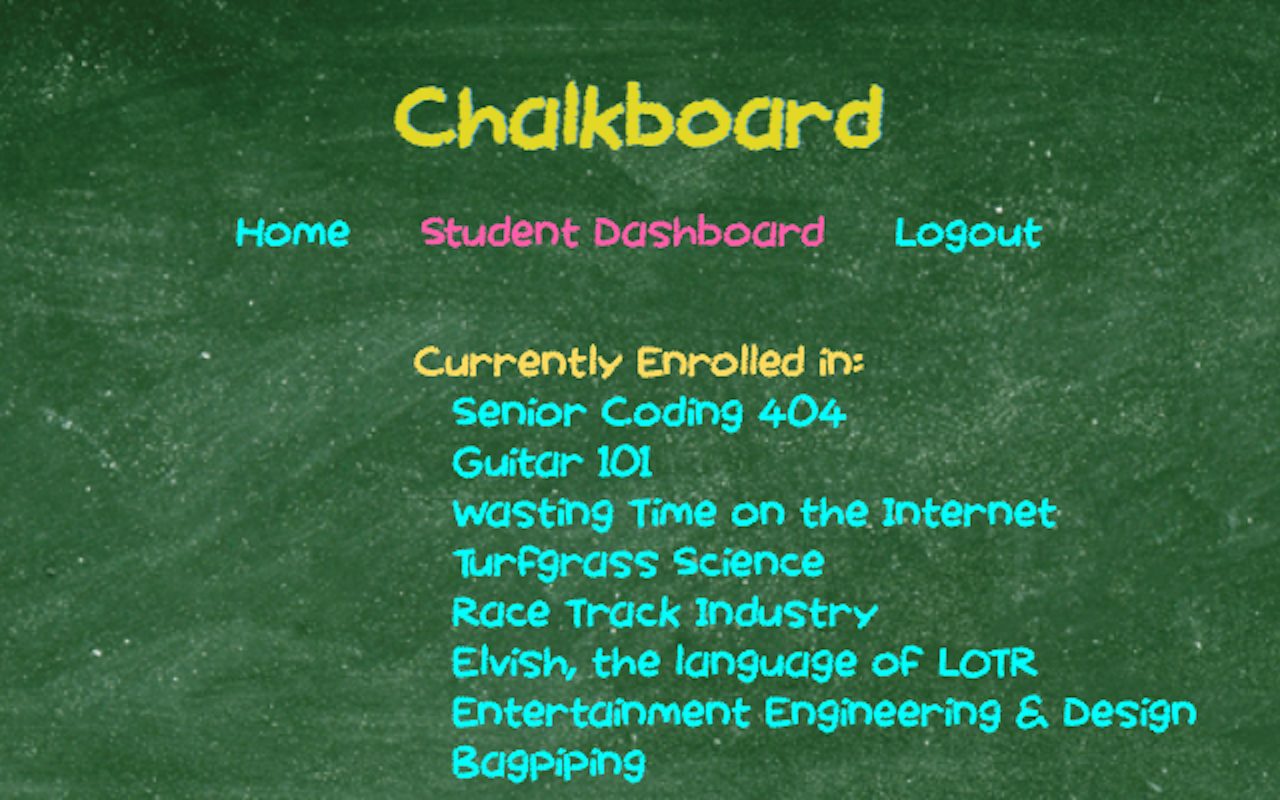 Chalkboard
Home Student Dashboard Logout
Currently Enrolled in:
Senior Coding 404
Guitar 101
Wasting Time on the Internet
Turfgrass Science
Race Track Industry
Elvish, the language of LOTR
Entertainment Engineering & Design
Bagpiping